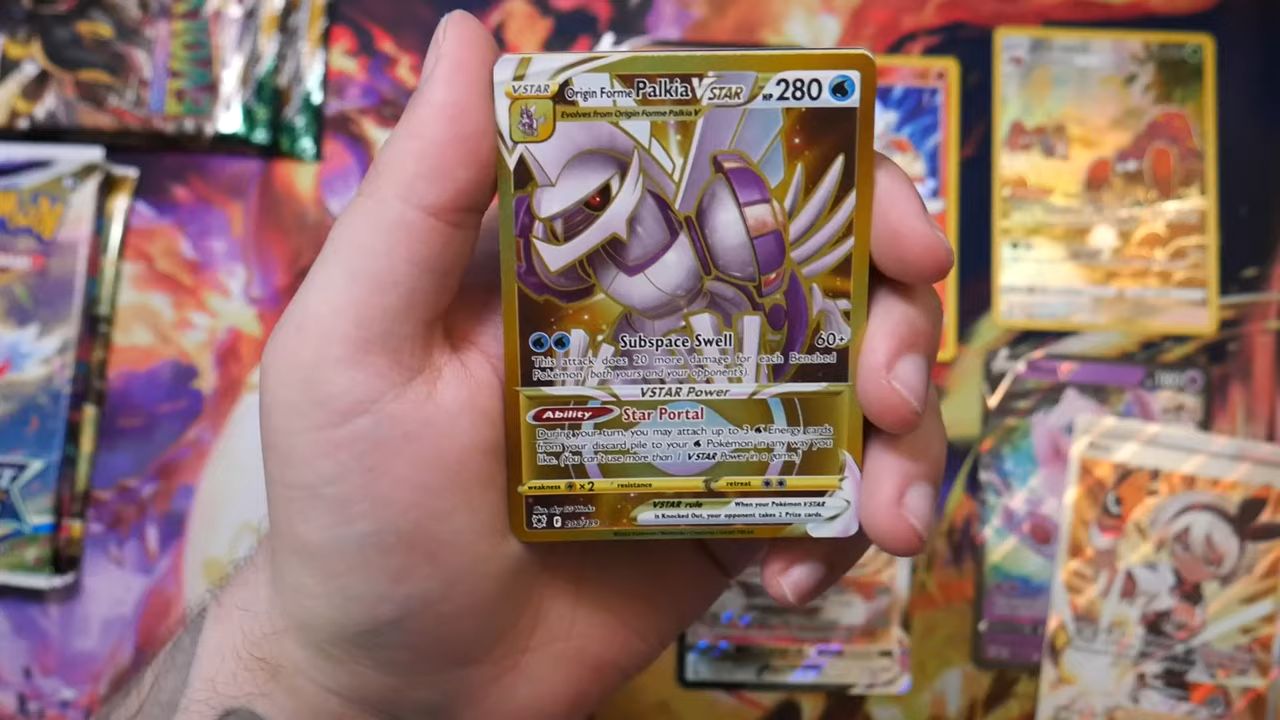 VSTAR Origin Forme Palkia VSTAR HP 280
Evolves from Origin Forme Palkia V
Subspace Swell 60+
This attack does 20 more damage for each Benched
Pokémon (both yours and your opponent's).
VSTAR Power
Ability Star Portal
During your turn, you may attach up to 3 Energy cards
from your discard pile to your Pokémon in any way you
like. (You can't use more than 1 VSTAR Power in a game.)
weakness ×2 resistance retreat
VSTAR rule When your Pokémon VSTAR
is Knocked Out, your opponent takes 2 Prize cards.